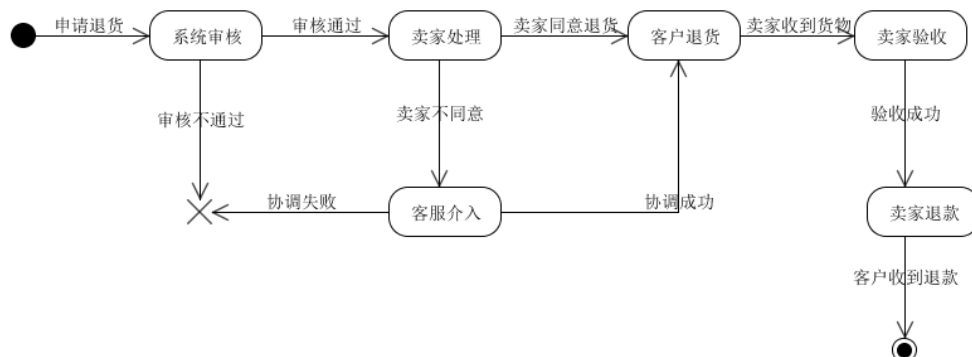 申请退货
系统审核
审核通过
卖家处理
卖家同意退货
客户退货
卖家收到货物
卖家验收
审核不通过
卖家不同意
验收成功
协调失败
客服介入
协调成功
卖家退款
客户收到退款